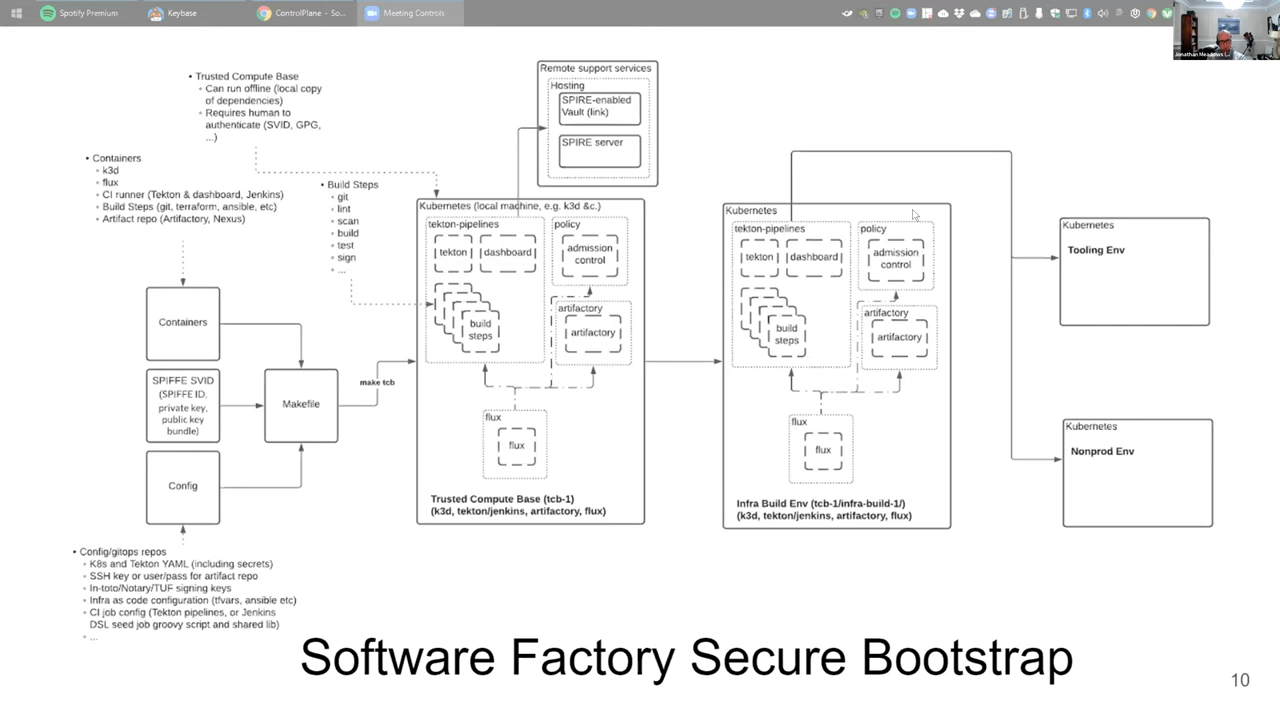 Spotify Premium
Keybase
ControlPlane - So...
Meeting Controls
• Trusted Compute Base
Can run offline (local copy
of dependencies)
Requires human to
authenticate (SVID, GPG,
...)
• Containers
k3d
flux
CI runner (Tekton & dashboard, Jenkins)
Build Steps (git, terraform, ansible, etc)
Artifact repo (Artifactory, Nexus)
• Build Steps
git
lint
scan
build
test
sign
...
Remote support services
Hosting
SPIRE-enabled
Vault (link)
SPIRE server
Containers
SPIFFE SVID
(SPIFFE ID,
private key,
public key
bundle)
Config
Makefile
make tcb
Kubernetes (local machine, e.g. k3d &c.)
tekton-pipelines
tekton
dashboard
build
steps
policy
admission
control
artifactory
artifactory
flux
flux
Trusted Compute Base (tcb-1)
(k3d, tekton/jenkins, artifactory, flux)
Kubernetes
tekton-pipelines
tekton
dashboard
build
steps
policy
admission
control
artifactory
artifactory
flux
flux
Infra Build Env (tcb-1/infra-build-1/)
(k3d, tekton/jenkins, artifactory, flux)
Kubernetes
Tooling Env
Kubernetes
Nonprod Env
• Config/gitops repos
K8s and Tekton YAML (including secrets)
SSH key or user/pass for artifact repo
In-toto/Notary/TUF signing keys
Infra as code configuration (tfvars, ansible etc)
CI job config (Tekton pipelines, or Jenkins
DSL seed job groovy script and shared lib)
...
Software Factory Secure Bootstrap
10
Jonathan Meadows (...